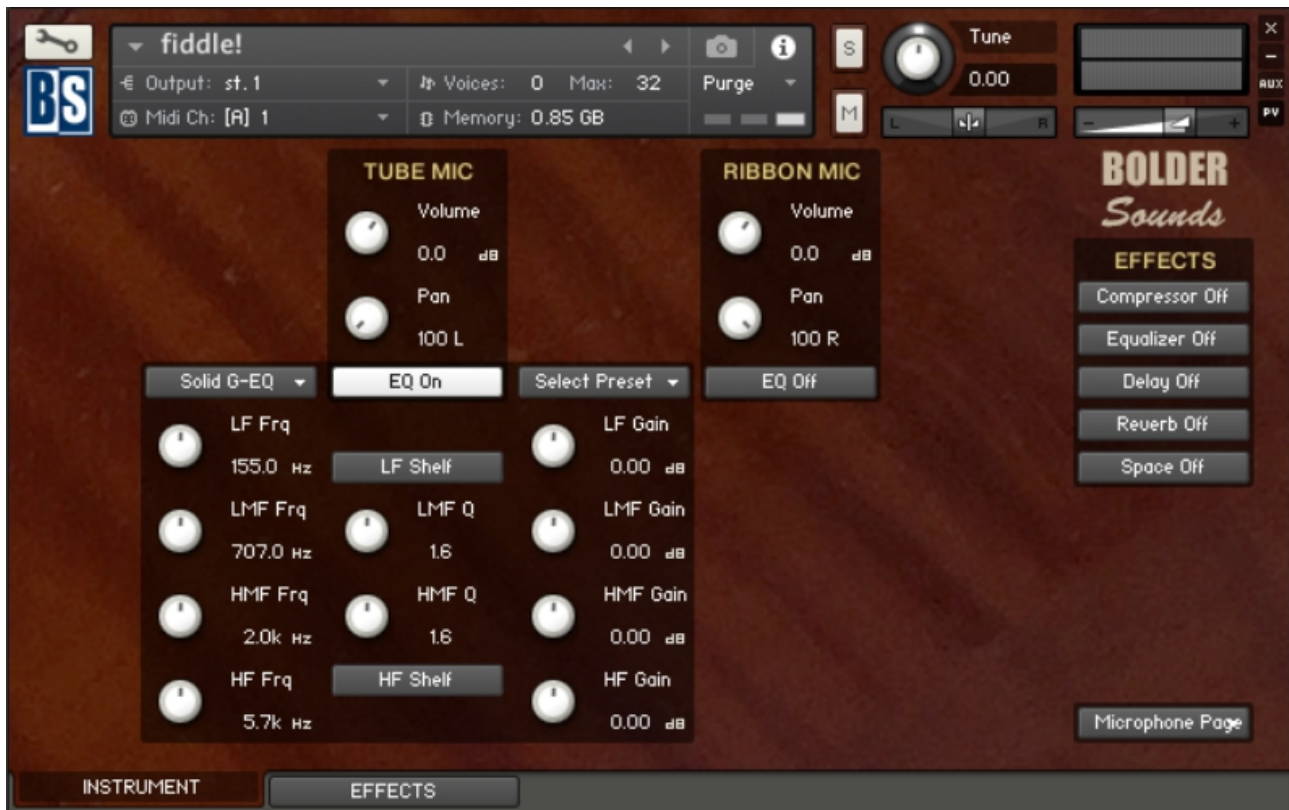 fiddle!
S
Tune
0.00
X
AUX
PV
BS
Output: st. 1
Voices: 0 Max: 32
Purge
Midi Ch: [A] 1
Memory: 0.85 GB
M
L R
- +
TUBE MIC
Volume
0.0 dB
Pan
100 L
RIBBON MIC
Volume
0.0 dB
Pan
100 R
BOLDER
Sounds
EFFECTS
Compressor Off
Equalizer Off
Delay Off
Reverb Off
Space Off
Solid G-EQ EQ On Select Preset EQ Off
LF Frq LF Gain
155.0 Hz LF Shelf 0.00 dB
LMF Frq LMF Q LMF Gain
707.0 Hz 1.6 0.00 dB
HMF Frq HMF Q HMF Gain
2.0k Hz 1.6 0.00 dB
HF Frq HF Shelf HF Gain
5.7k Hz 0.00 dB
Microphone Page
INSTRUMENT EFFECTS